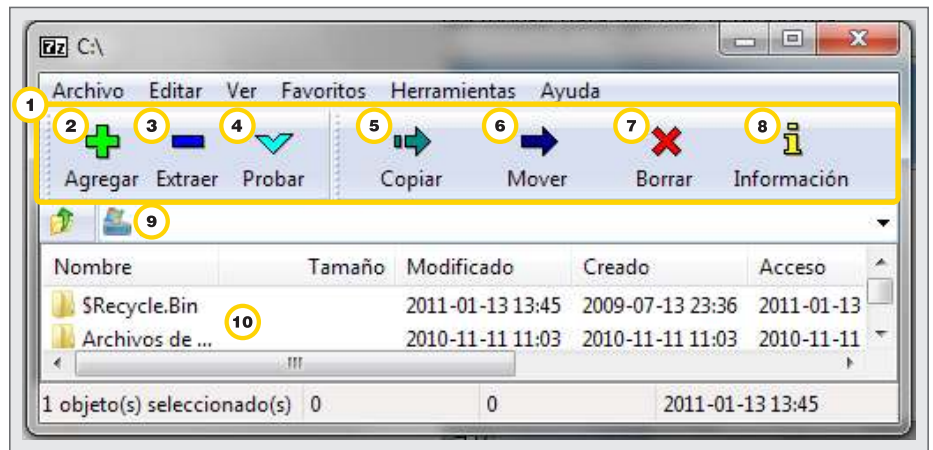 7z C:\
Archivo Editar Ver Favoritos Herramientas Ayuda
1
2 3 4 5 6 7 8
Agregar Extraer Probar Copiar Mover Borrar Información
9
Nombre Tamaño Modificado Creado Acceso
$Recycle.Bin 2011-01-13 13:45 2009-07-13 23:36 2011-01-13
10
Archivos de ... 2010-11-11 11:03 2010-11-11 11:03 2010-11-11
1 objeto(s) seleccionado(s) 0 0 2011-01-13 13:45